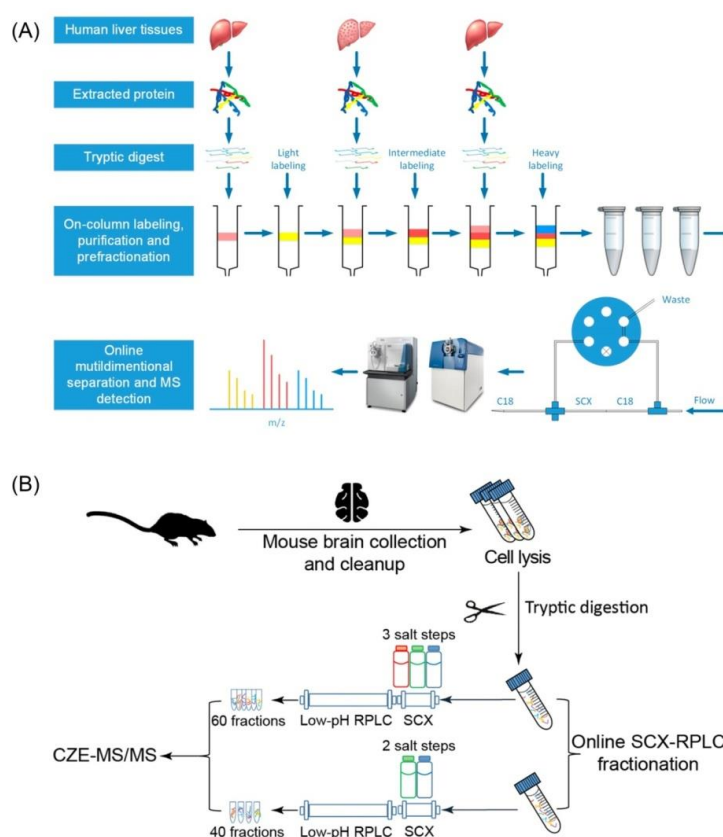 (A)
Human liver tissues
Extracted protein
Tryptic digest
Light
labeling
Intermediate
labeling
Heavy
labeling
On-column labeling,
purification and
prefractionation
Waste
Online
mutildimentional
separation and MS
detection
m/z
C18
SCX
C18
Flow
(B)
Mouse brain collection
and cleanup
Cell lysis
Tryptic digestion
3 salt steps
60 fractions
Low-pH RPLC
SCX
CZE-MS/MS
Online SCX-RPLC
fractionation
2 salt steps
40 fractions
Low-pH RPLC
SCX